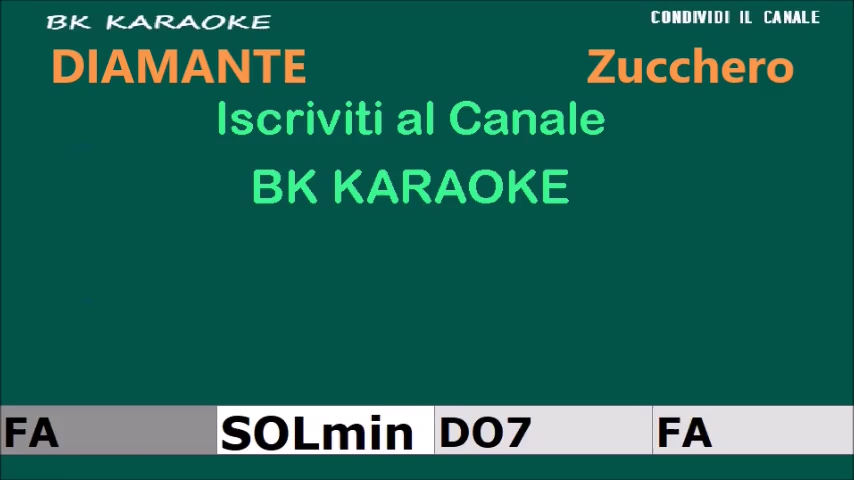 BK KARAOKE
CONDIVIDI IL CANALE
DIAMANTE
Zucchero
Iscriviti al Canale
BK KARAOKE
FA
SOLmin
DO7
FA